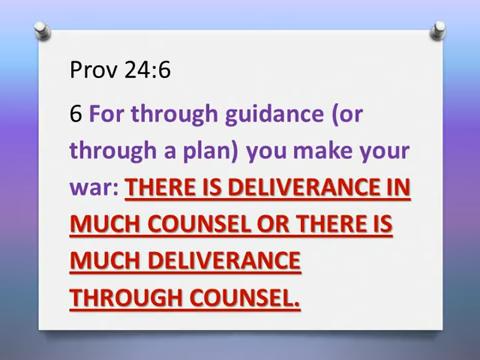 Prov 24:6
6 For through guidance (or
through a plan) you make your
war: THERE IS DELIVERANCE IN
MUCH COUNSEL OR THERE IS
MUCH DELIVERANCE
THROUGH COUNSEL.